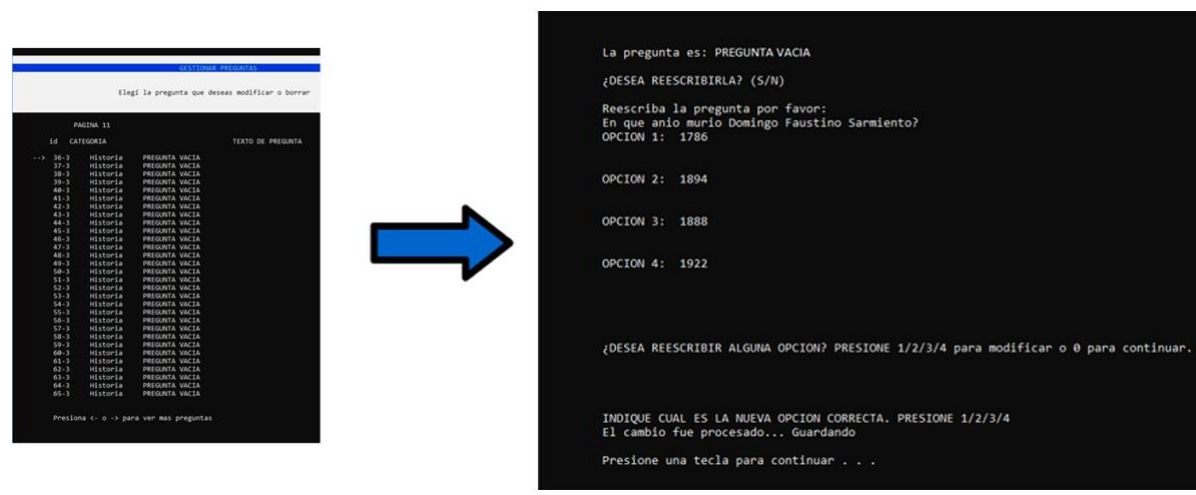 GESTIONAR PREGUNTAS
Elegí la pregunta que deseas modificar o borrar
PAGINA 11
id CATEGORIA TEXTO DE PREGUNTA
--> 36-3 Historia PREGUNTA VACIA
37-3 Historia PREGUNTA VACIA
38-3 Historia PREGUNTA VACIA
39-3 Historia PREGUNTA VACIA
40-3 Historia PREGUNTA VACIA
41-3 Historia PREGUNTA VACIA
42-3 Historia PREGUNTA VACIA
43-3 Historia PREGUNTA VACIA
44-3 Historia PREGUNTA VACIA
45-3 Historia PREGUNTA VACIA
46-3 Historia PREGUNTA VACIA
47-3 Historia PREGUNTA VACIA
48-3 Historia PREGUNTA VACIA
49-3 Historia PREGUNTA VACIA
50-3 Historia PREGUNTA VACIA
51-3 Historia PREGUNTA VACIA
52-3 Historia PREGUNTA VACIA
53-3 Historia PREGUNTA VACIA
54-3 Historia PREGUNTA VACIA
55-3 Historia PREGUNTA VACIA
56-3 Historia PREGUNTA VACIA
57-3 Historia PREGUNTA VACIA
58-3 Historia PREGUNTA VACIA
59-3 Historia PREGUNTA VACIA
60-3 Historia PREGUNTA VACIA
61-3 Historia PREGUNTA VACIA
62-3 Historia PREGUNTA VACIA
63-3 Historia PREGUNTA VACIA
64-3 Historia PREGUNTA VACIA
65-3 Historia PREGUNTA VACIA
Presiona <- o -> para ver mas preguntas
La pregunta es: PREGUNTA VACIA
¿DESEA REESCRIBIRLA? (S/N)
Reescriba la pregunta por favor:
En que anio murio Domingo Faustino Sarmiento?
OPCION 1: 1786
OPCION 2: 1894
OPCION 3: 1888
OPCION 4: 1922
¿DESEA REESCRIBIR ALGUNA OPCION? PRESIONE 1/2/3/4 para modificar o 0 para continuar.
INDIQUE CUAL ES LA NUEVA OPCION CORRECTA. PRESIONE 1/2/3/4
El cambio fue procesado... Guardando
Presione una tecla para continuar . . .